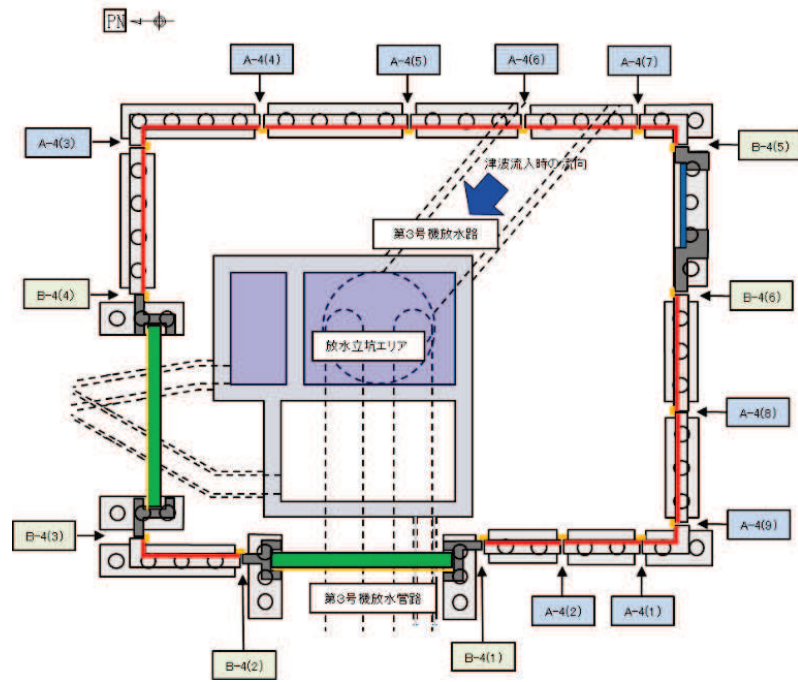 PN
A-4(4)
A-4(5)
A-4(6)
A-4(7)
A-4(3)
B-4(5)
津波流入時の流向
第3号機放水路
B-4(4)
B-4(6)
放水立坑エリア
A-4(8)
B-4(3)
A-4(9)
第3号機放水管路
A-4(2)
A-4(1)
B-4(2)
B-4(1)